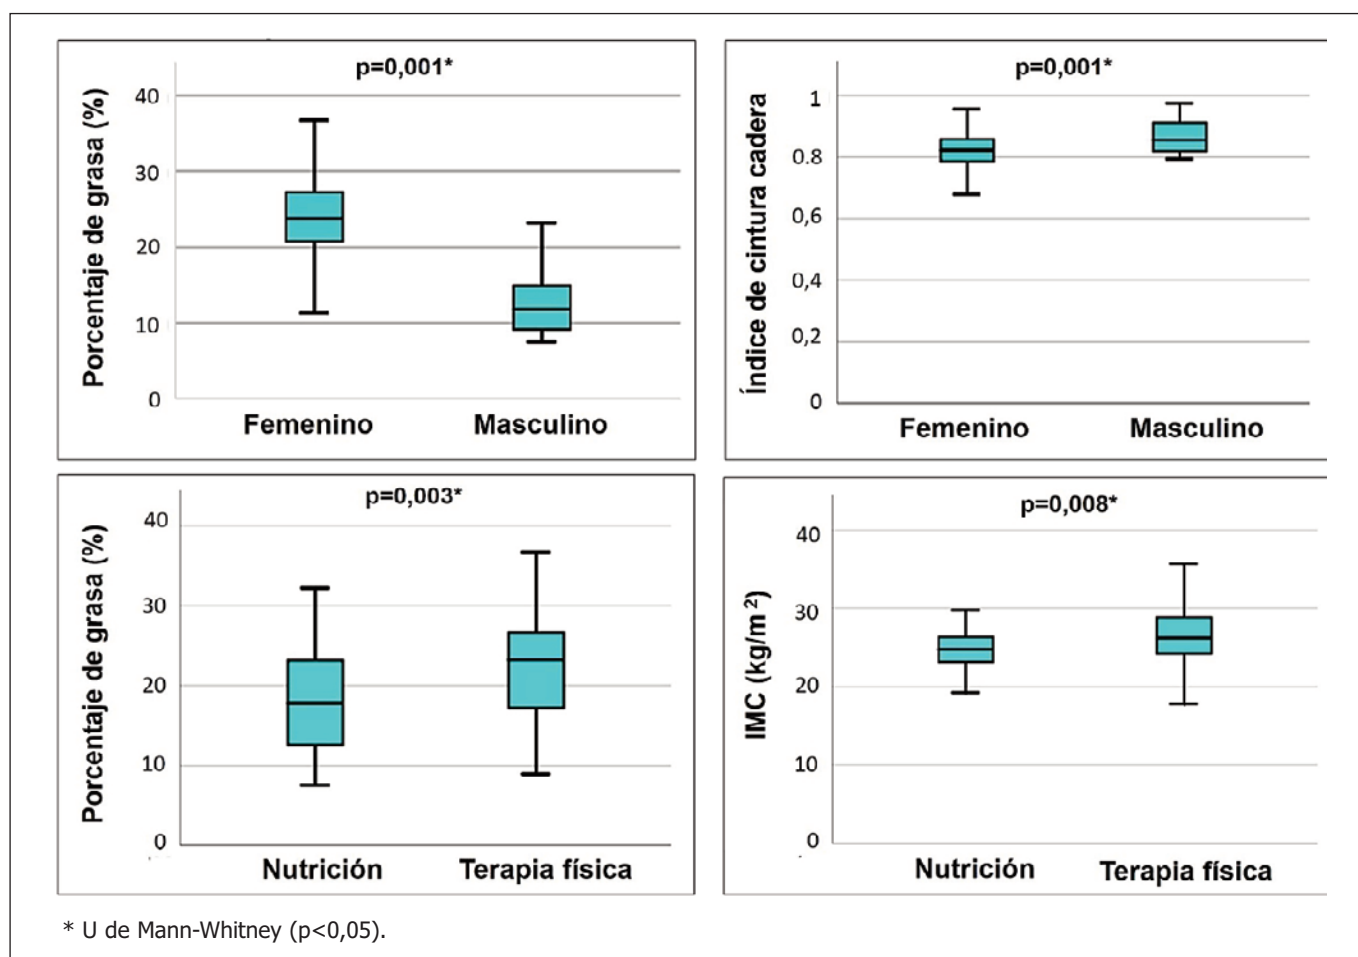 p=0,001*
Porcentaje de grasa (%)
40
30
20
10
0
Femenino Masculino
p=0,001*
Índice de cintura cadera
1
0.8
0,6
0,4
0,2
0
Femenino Masculino
p=0,003*
Porcentaje de grasa (%)
40
30
20
10
0
Nutrición Terapia física
p=0,008*
IMC (kg/m²)
40
30
20
10
0
Nutrición Terapia física
* U de Mann-Whitney (p<0,05).